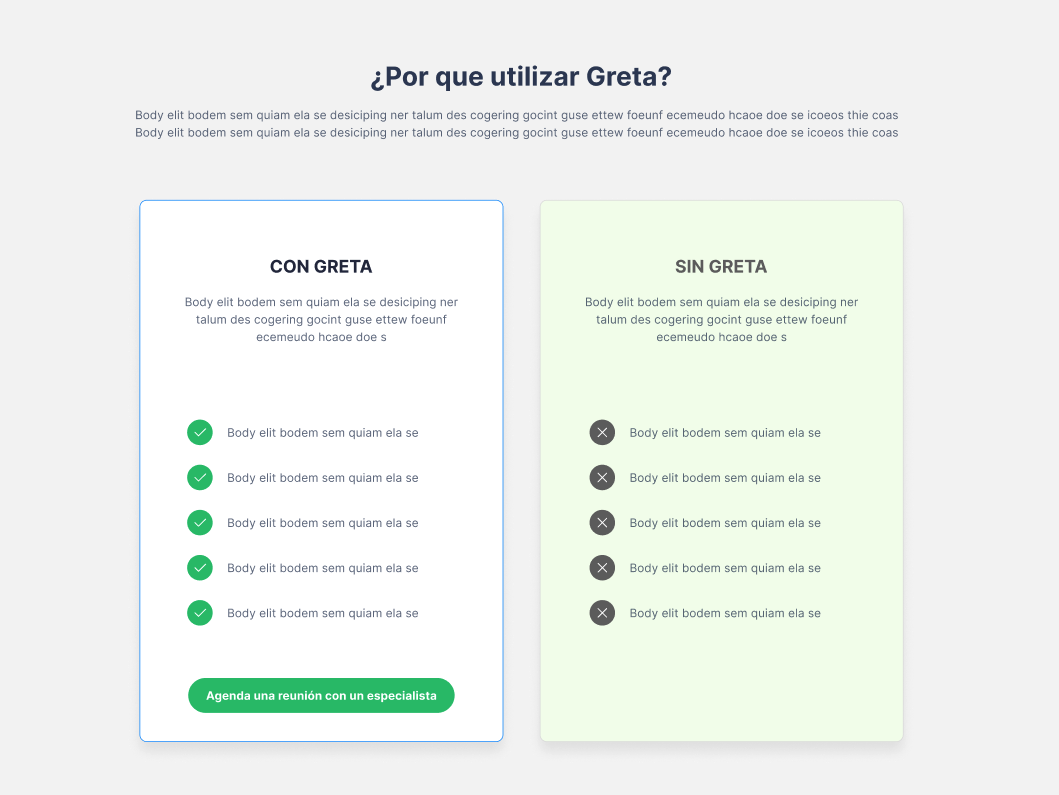 ¿Por que utilizar Greta?
Body elit bodem sem quiam ela se desiciping ner talum des cogering gocint guse ettew foeunf ecemeudo hcaoe doe se icoeos thie coas
Body elit bodem sem quiam ela se desiciping ner talum des cogering gocint guse ettew foeunf ecemeudo hcaoe doe se icoeos thie coas
CON GRETA
Body elit bodem sem quiam ela se desiciping ner
talum des cogering gocint guse ettew foeunf
ecemeudo hcaoe doe s
Body elit bodem sem quiam ela se
Body elit bodem sem quiam ela se
Body elit bodem sem quiam ela se
Body elit bodem sem quiam ela se
Body elit bodem sem quiam ela se
Agenda una reunión con un especialista
SIN GRETA
Body elit bodem sem quiam ela se desiciping ner
talum des cogering gocint guse ettew foeunf
ecemeudo hcaoe doe s
Body elit bodem sem quiam ela se
Body elit bodem sem quiam ela se
Body elit bodem sem quiam ela se
Body elit bodem sem quiam ela se
Body elit bodem sem quiam ela se